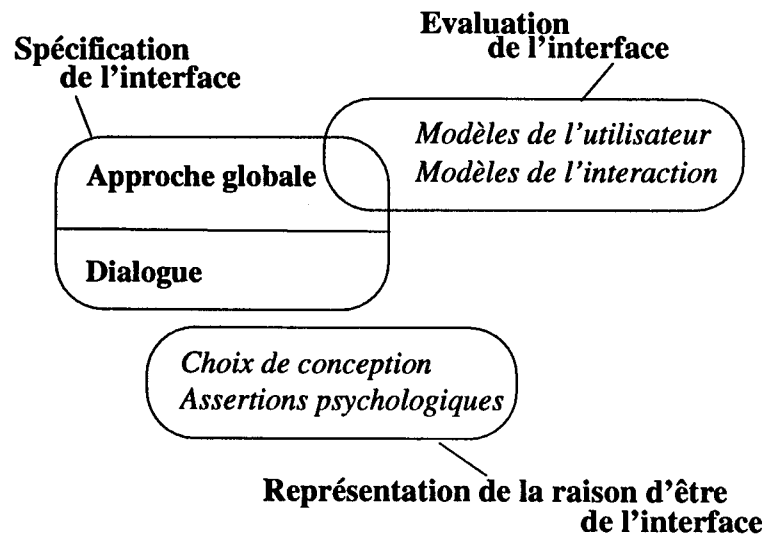 Spécification
de l'interface
Evaluation
de l'interface
Modèles de l'utilisateur
Modèles de l'interaction
Approche globale
Dialogue
Choix de conception
Assertions psychologiques
Représentation de la raison d'être
de l'interface